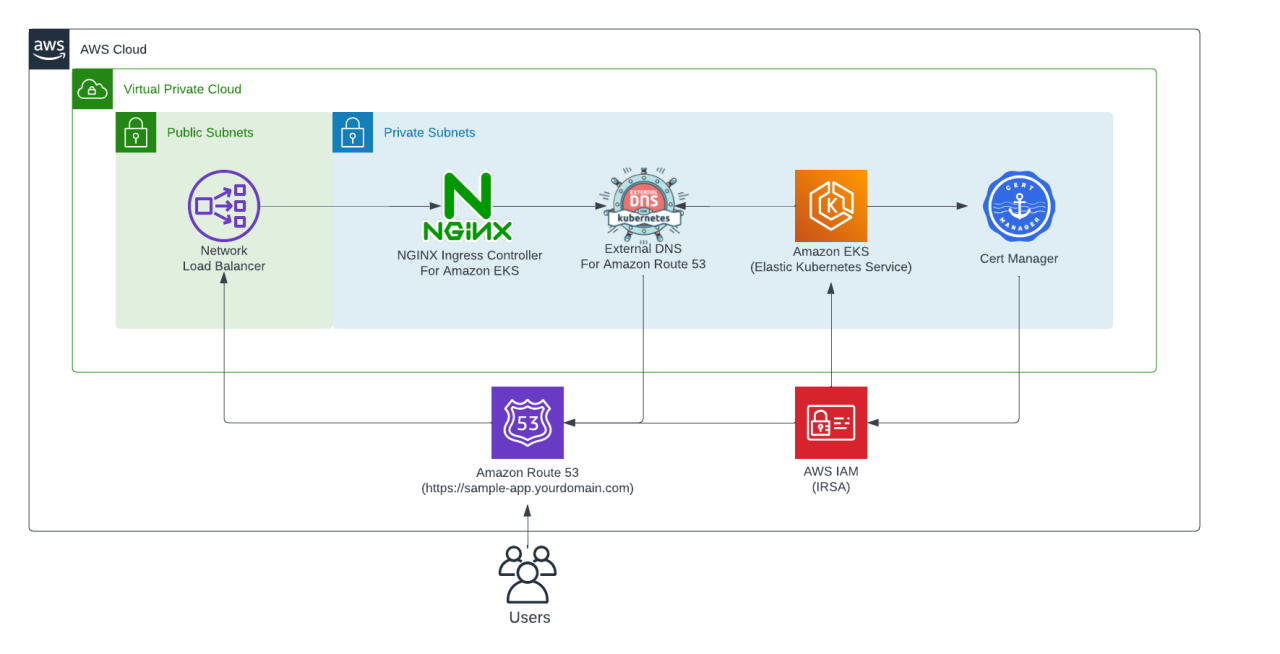 aws
AWS Cloud
Virtual Private Cloud
Public Subnets
Private Subnets
Network
Load Balancer
NGiNX
NGINX Ingress Controller
For Amazon EKS
EXTERNAL
DNS
FOR
kubernetes
External DNS
For Amazon Route 53
K
Amazon EKS
(Elastic Kubernetes Service)
CERT
MANAGER
Cert Manager
53
Amazon Route 53
(https://sample-app.yourdomain.com)
AWS IAM
(IRSA)
Users